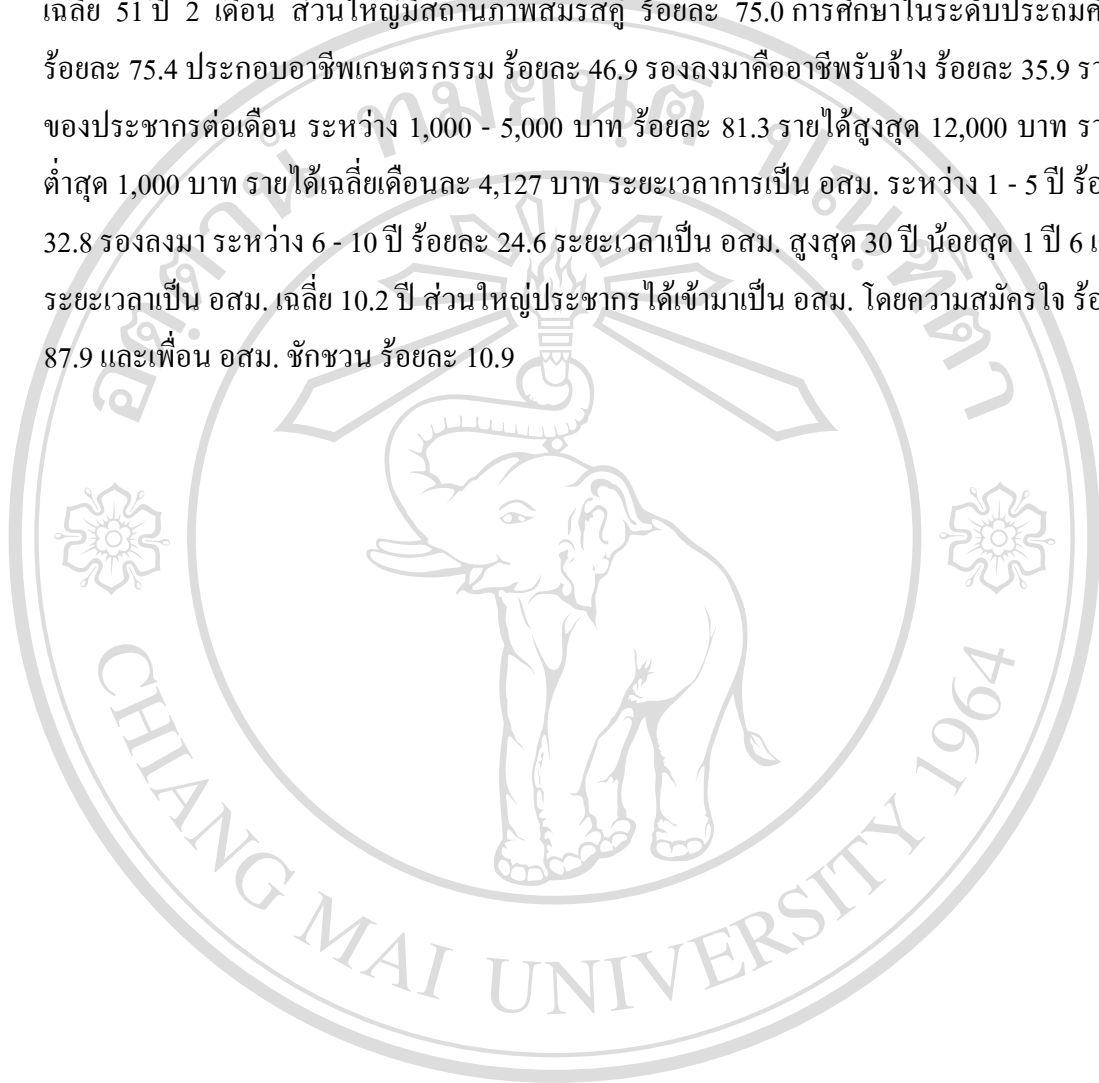 เฉลี่ย 51 ปี 2 เดือน ส่วนใหญ่มีสถานภาพสมรสคู่ ร้อยละ 75.0 การศึกษาในระดับประถมศึ
ร้อยละ 75.4 ประกอบอาชีพเกษตรกรรม ร้อยละ 46.9 รองลงมาคืออาชีพรับจ้าง ร้อยละ 35.9 รา
ของประชากรต่อเดือน ระหว่าง 1,000 - 5,000 บาท ร้อยละ 81.3 รายได้สูงสุด 12,000 บาท รา
ต่ำสุด 1,000 บาท รายได้เฉลี่ยเดือนละ 4,127 บาท ระยะเวลาการเป็น อสม. ระหว่าง 1 - 5 ปี ร้อ
32.8 รองลงมา ระหว่าง 6 - 10 ปี ร้อยละ 24.6 ระยะเวลาเป็น อสม. สูงสุด 30 ปี น้อยสุด 1 ปี 6 เ
ระยะเวลาเป็น อสม. เฉลี่ย 10.2 ปี ส่วนใหญ่ประชากรได้เข้ามาเป็น อสม. โดยความสมัครใจ ร้อ
87.9 และเพื่อน อสม. ชักชวน ร้อยละ 10.9
อตฺตานํ ทมยนฺติ ปณฺฑิตา
CHIANG MAI UNIVERSITY 1964